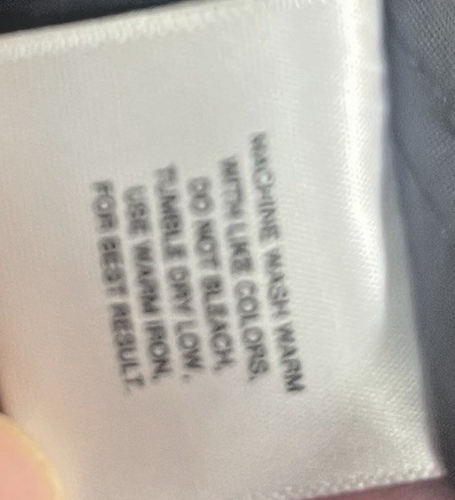 MACHINE WASH WARM
WITH LIKE COLORS.
DO NOT BLEACH,
TUMBLE DRY LOW,
USE WARM IRON,
FOR BEST RESULT.